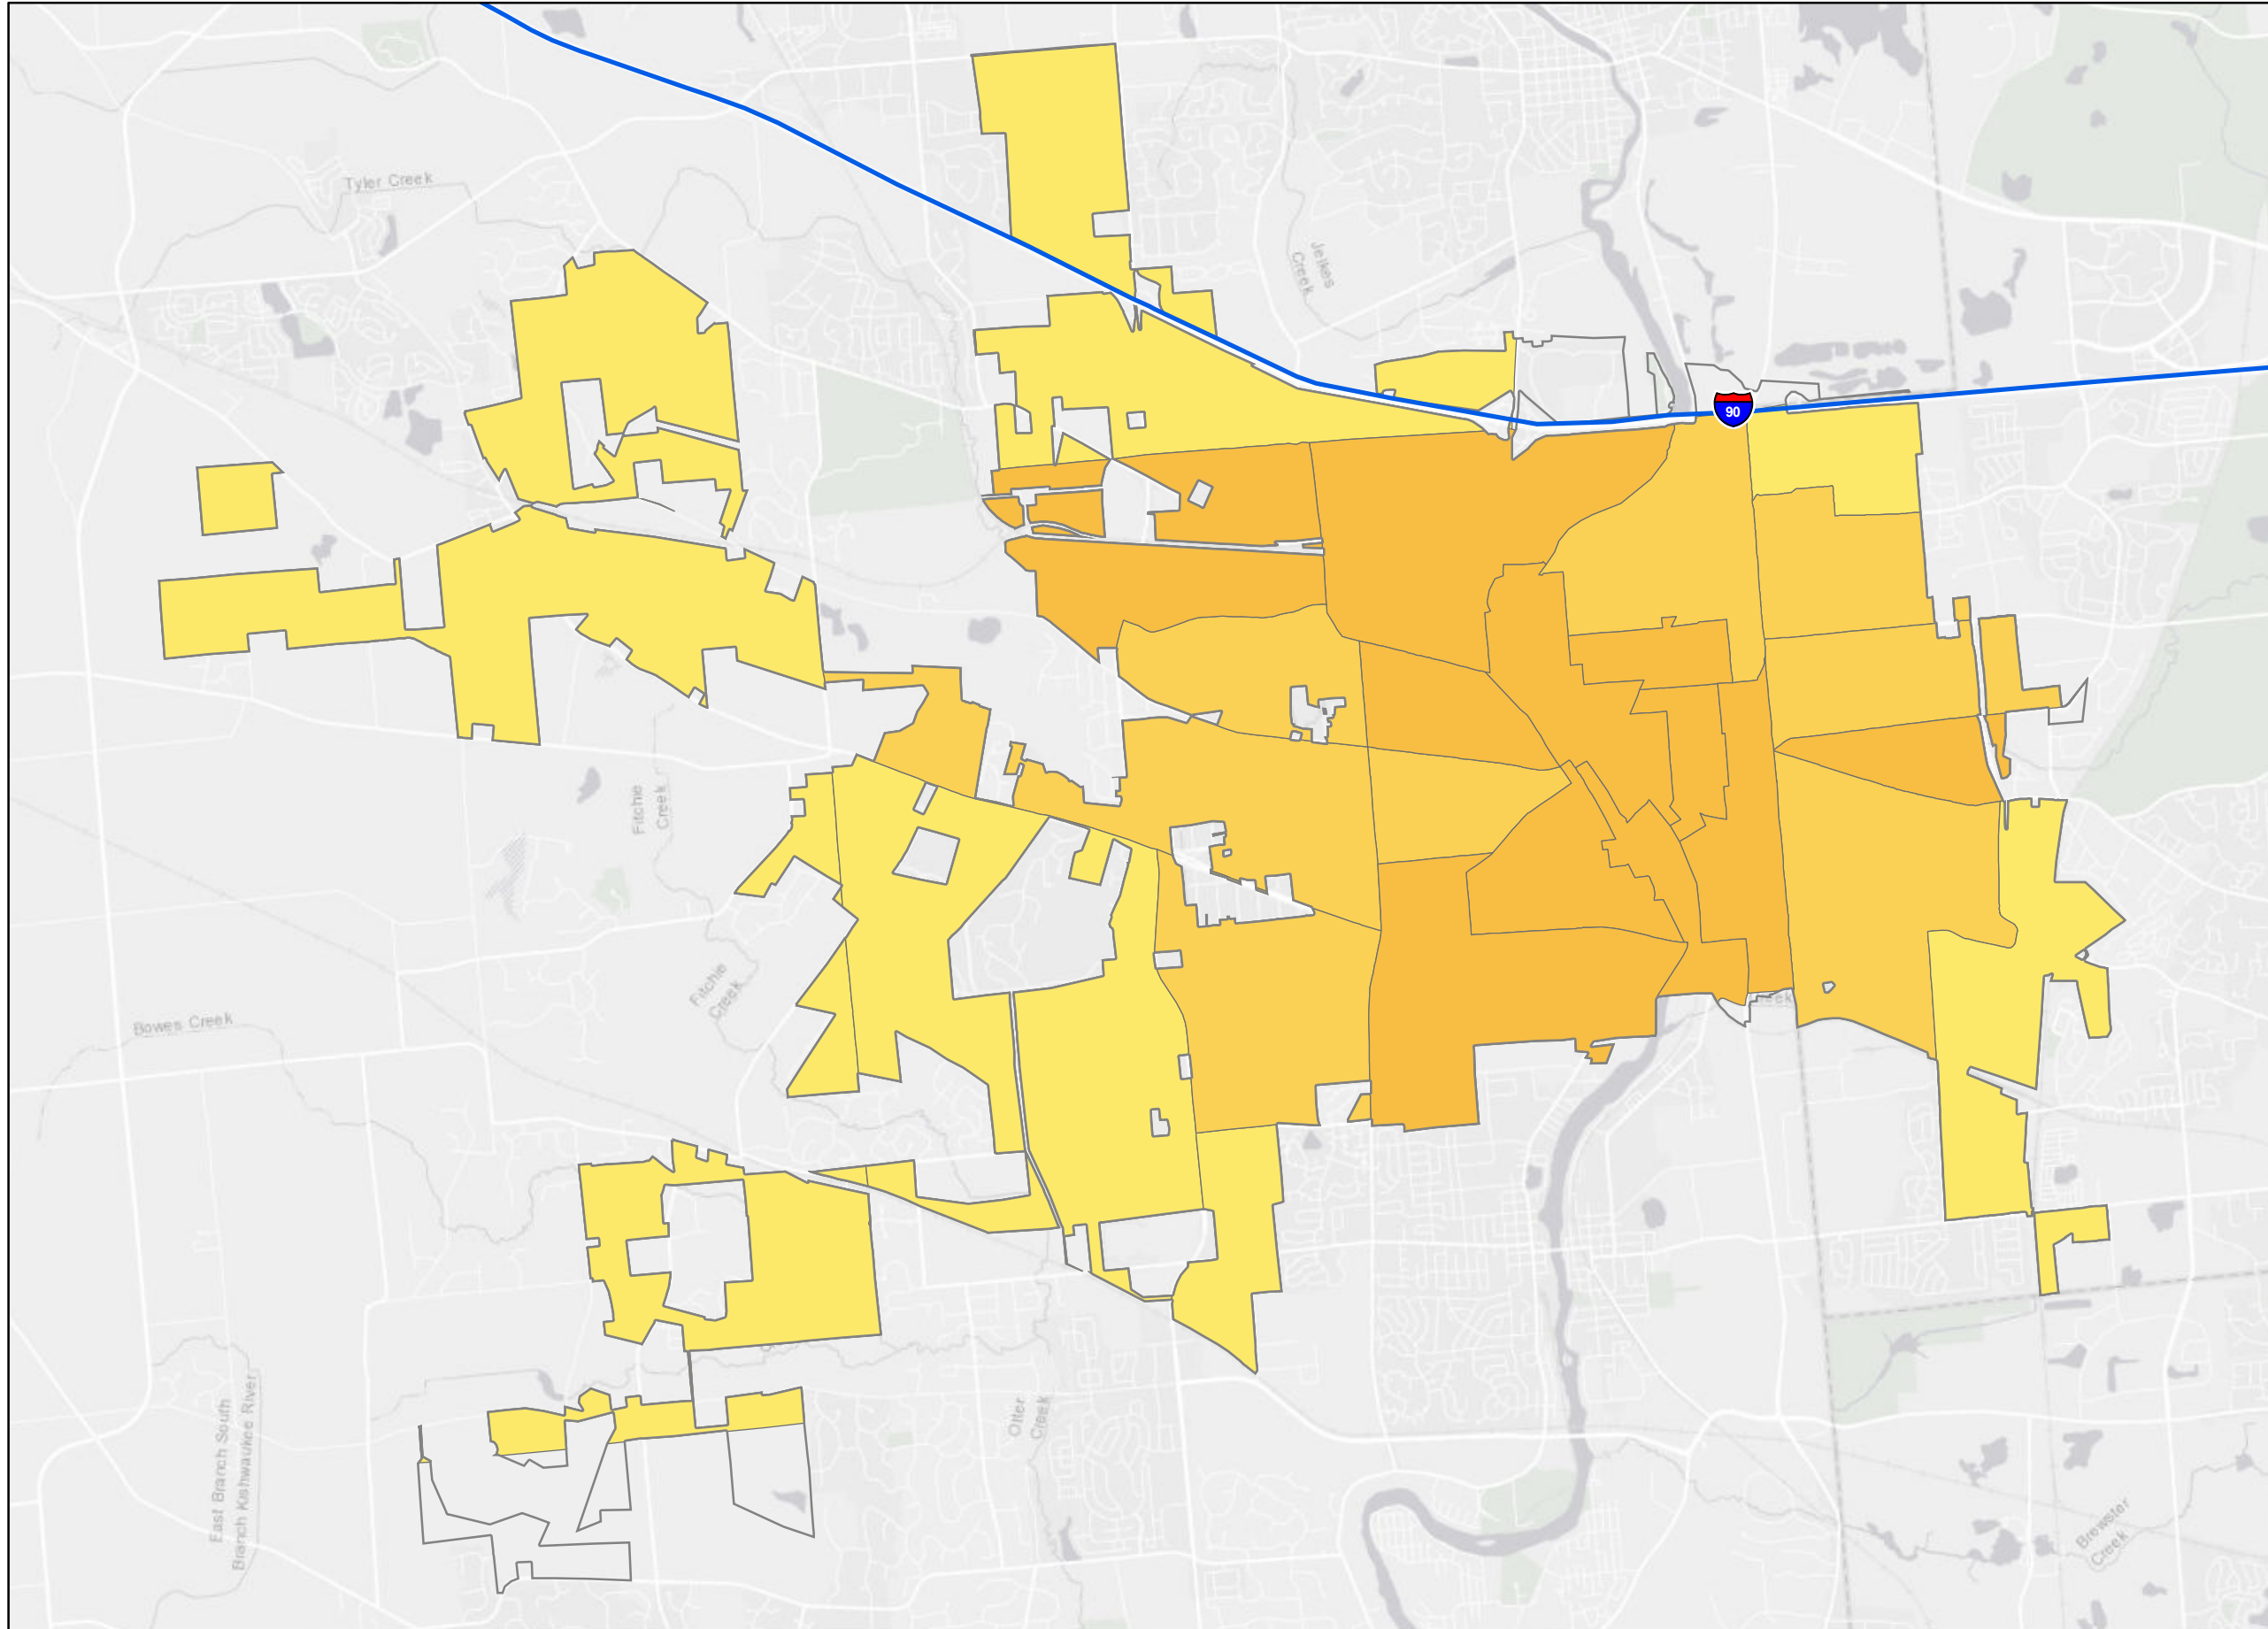 Tyler Creek
Jelkes
Creek
90
Fitchie
Creek
Fitchie
Creek
Creek
Bowes Creek
Otter
Creek
East Branch South
Branch Kishwaukee River
Brewster
Creek